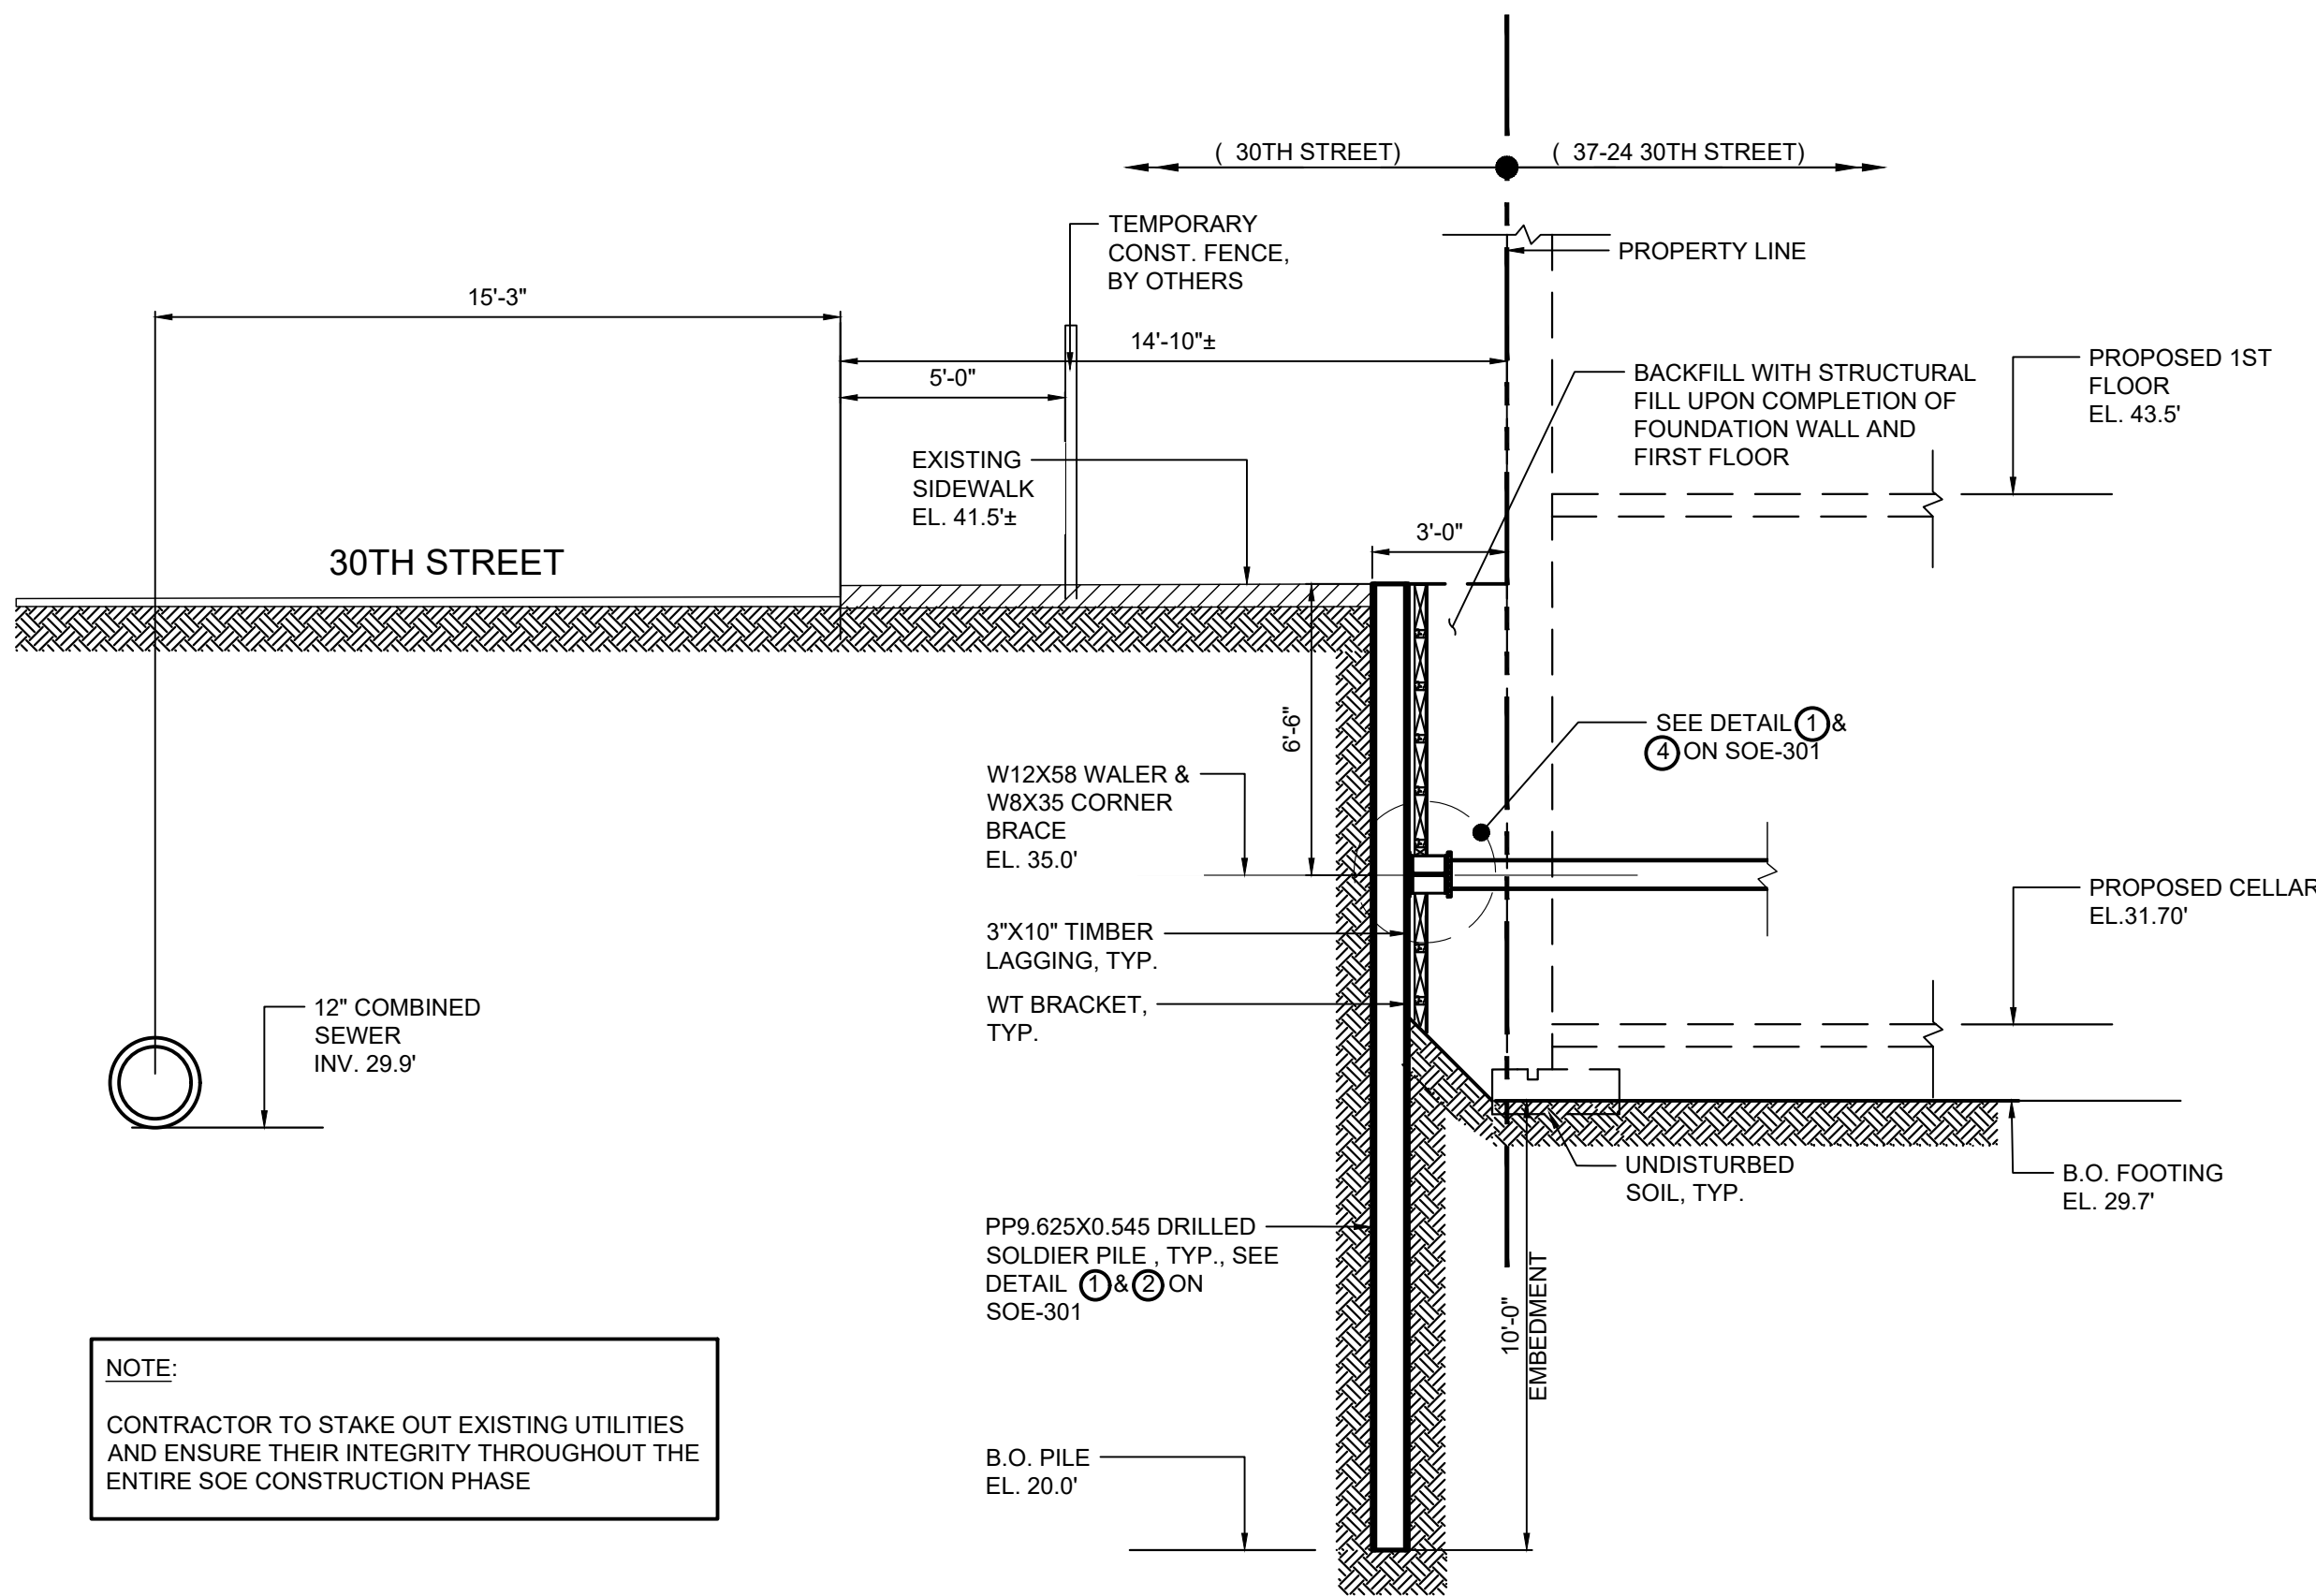 ( 30TH STREET)
( 37-24 30TH STREET)
TEMPORARY
CONST. FENCE,
BY OTHERS
PROPERTY LINE
15'-3"
14'-10"±
5'-0"
BACKFILL WITH STRUCTURAL
FILL UPON COMPLETION OF
FOUNDATION WALL AND
FIRST FLOOR
PROPOSED 1ST
FLOOR
EL. 43.5'
EXISTING
SIDEWALK
EL. 41.5'±
3'-0"
30TH STREET
6'-6"
SEE DETAIL 1 &
4 ON SOE-301
W12X58 WALER &
W8X35 CORNER
BRACE
EL. 35.0'
PROPOSED CELLAR
EL.31.70'
3"X10" TIMBER
LAGGING, TYP.
WT BRACKET,
TYP.
12" COMBINED
SEWER
INV. 29.9'
UNDISTURBED
SOIL, TYP.
B.O. FOOTING
EL. 29.7'
PP9.625X0.545 DRILLED
SOLDIER PILE , TYP., SEE
DETAIL 1 & 2 ON
SOE-301
10'-0"
EMBEDMENT
B.O. PILE
EL. 20.0'
NOTE:
CONTRACTOR TO STAKE OUT EXISTING UTILITIES
AND ENSURE THEIR INTEGRITY THROUGHOUT THE
ENTIRE SOE CONSTRUCTION PHASE